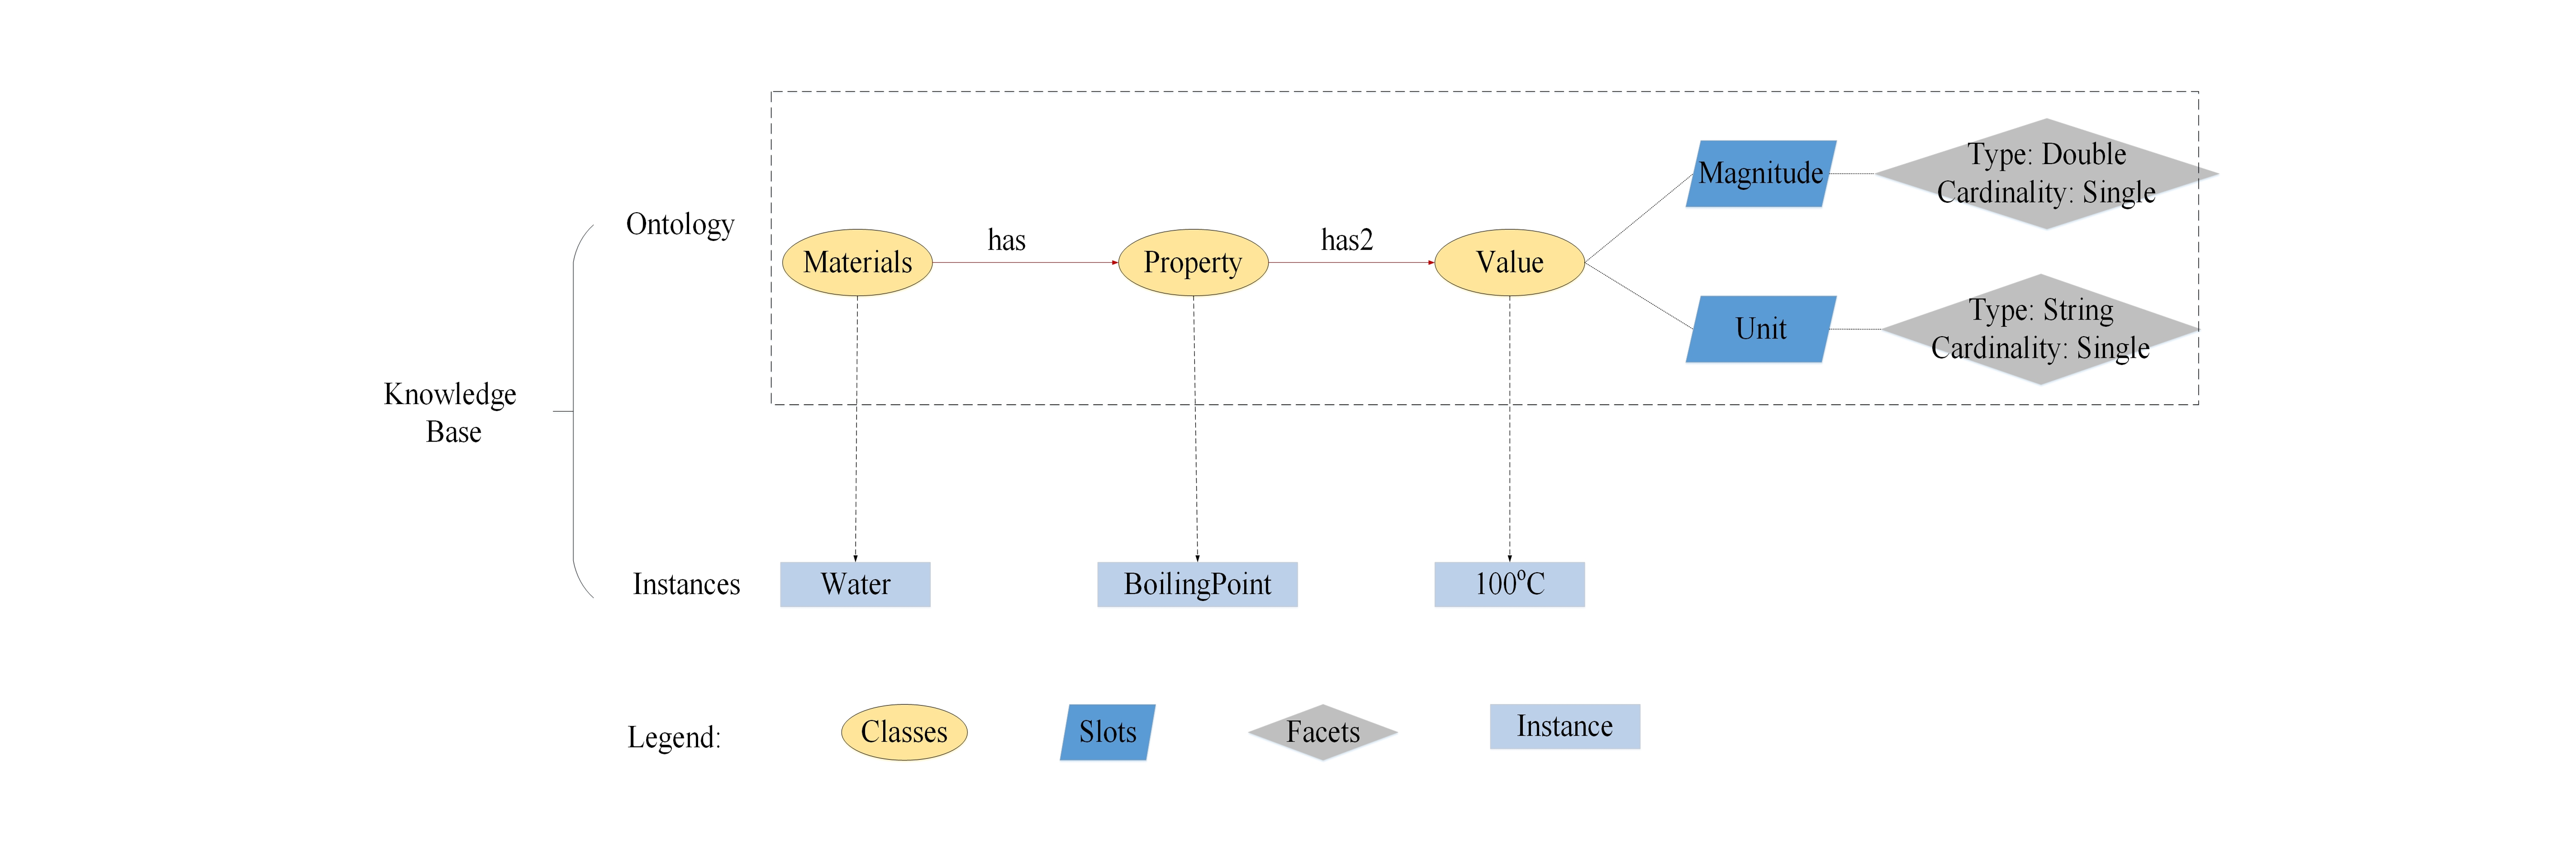 Ontology
Knowledge
Base
Instances
Materials
has
Property
has2
Value
Magnitude
Type: Double
Cardinality: Single
Unit
Type: String
Cardinality: Single
Water
BoilingPoint
100ºC
Legend:
Classes
Slots
Facets
Instance